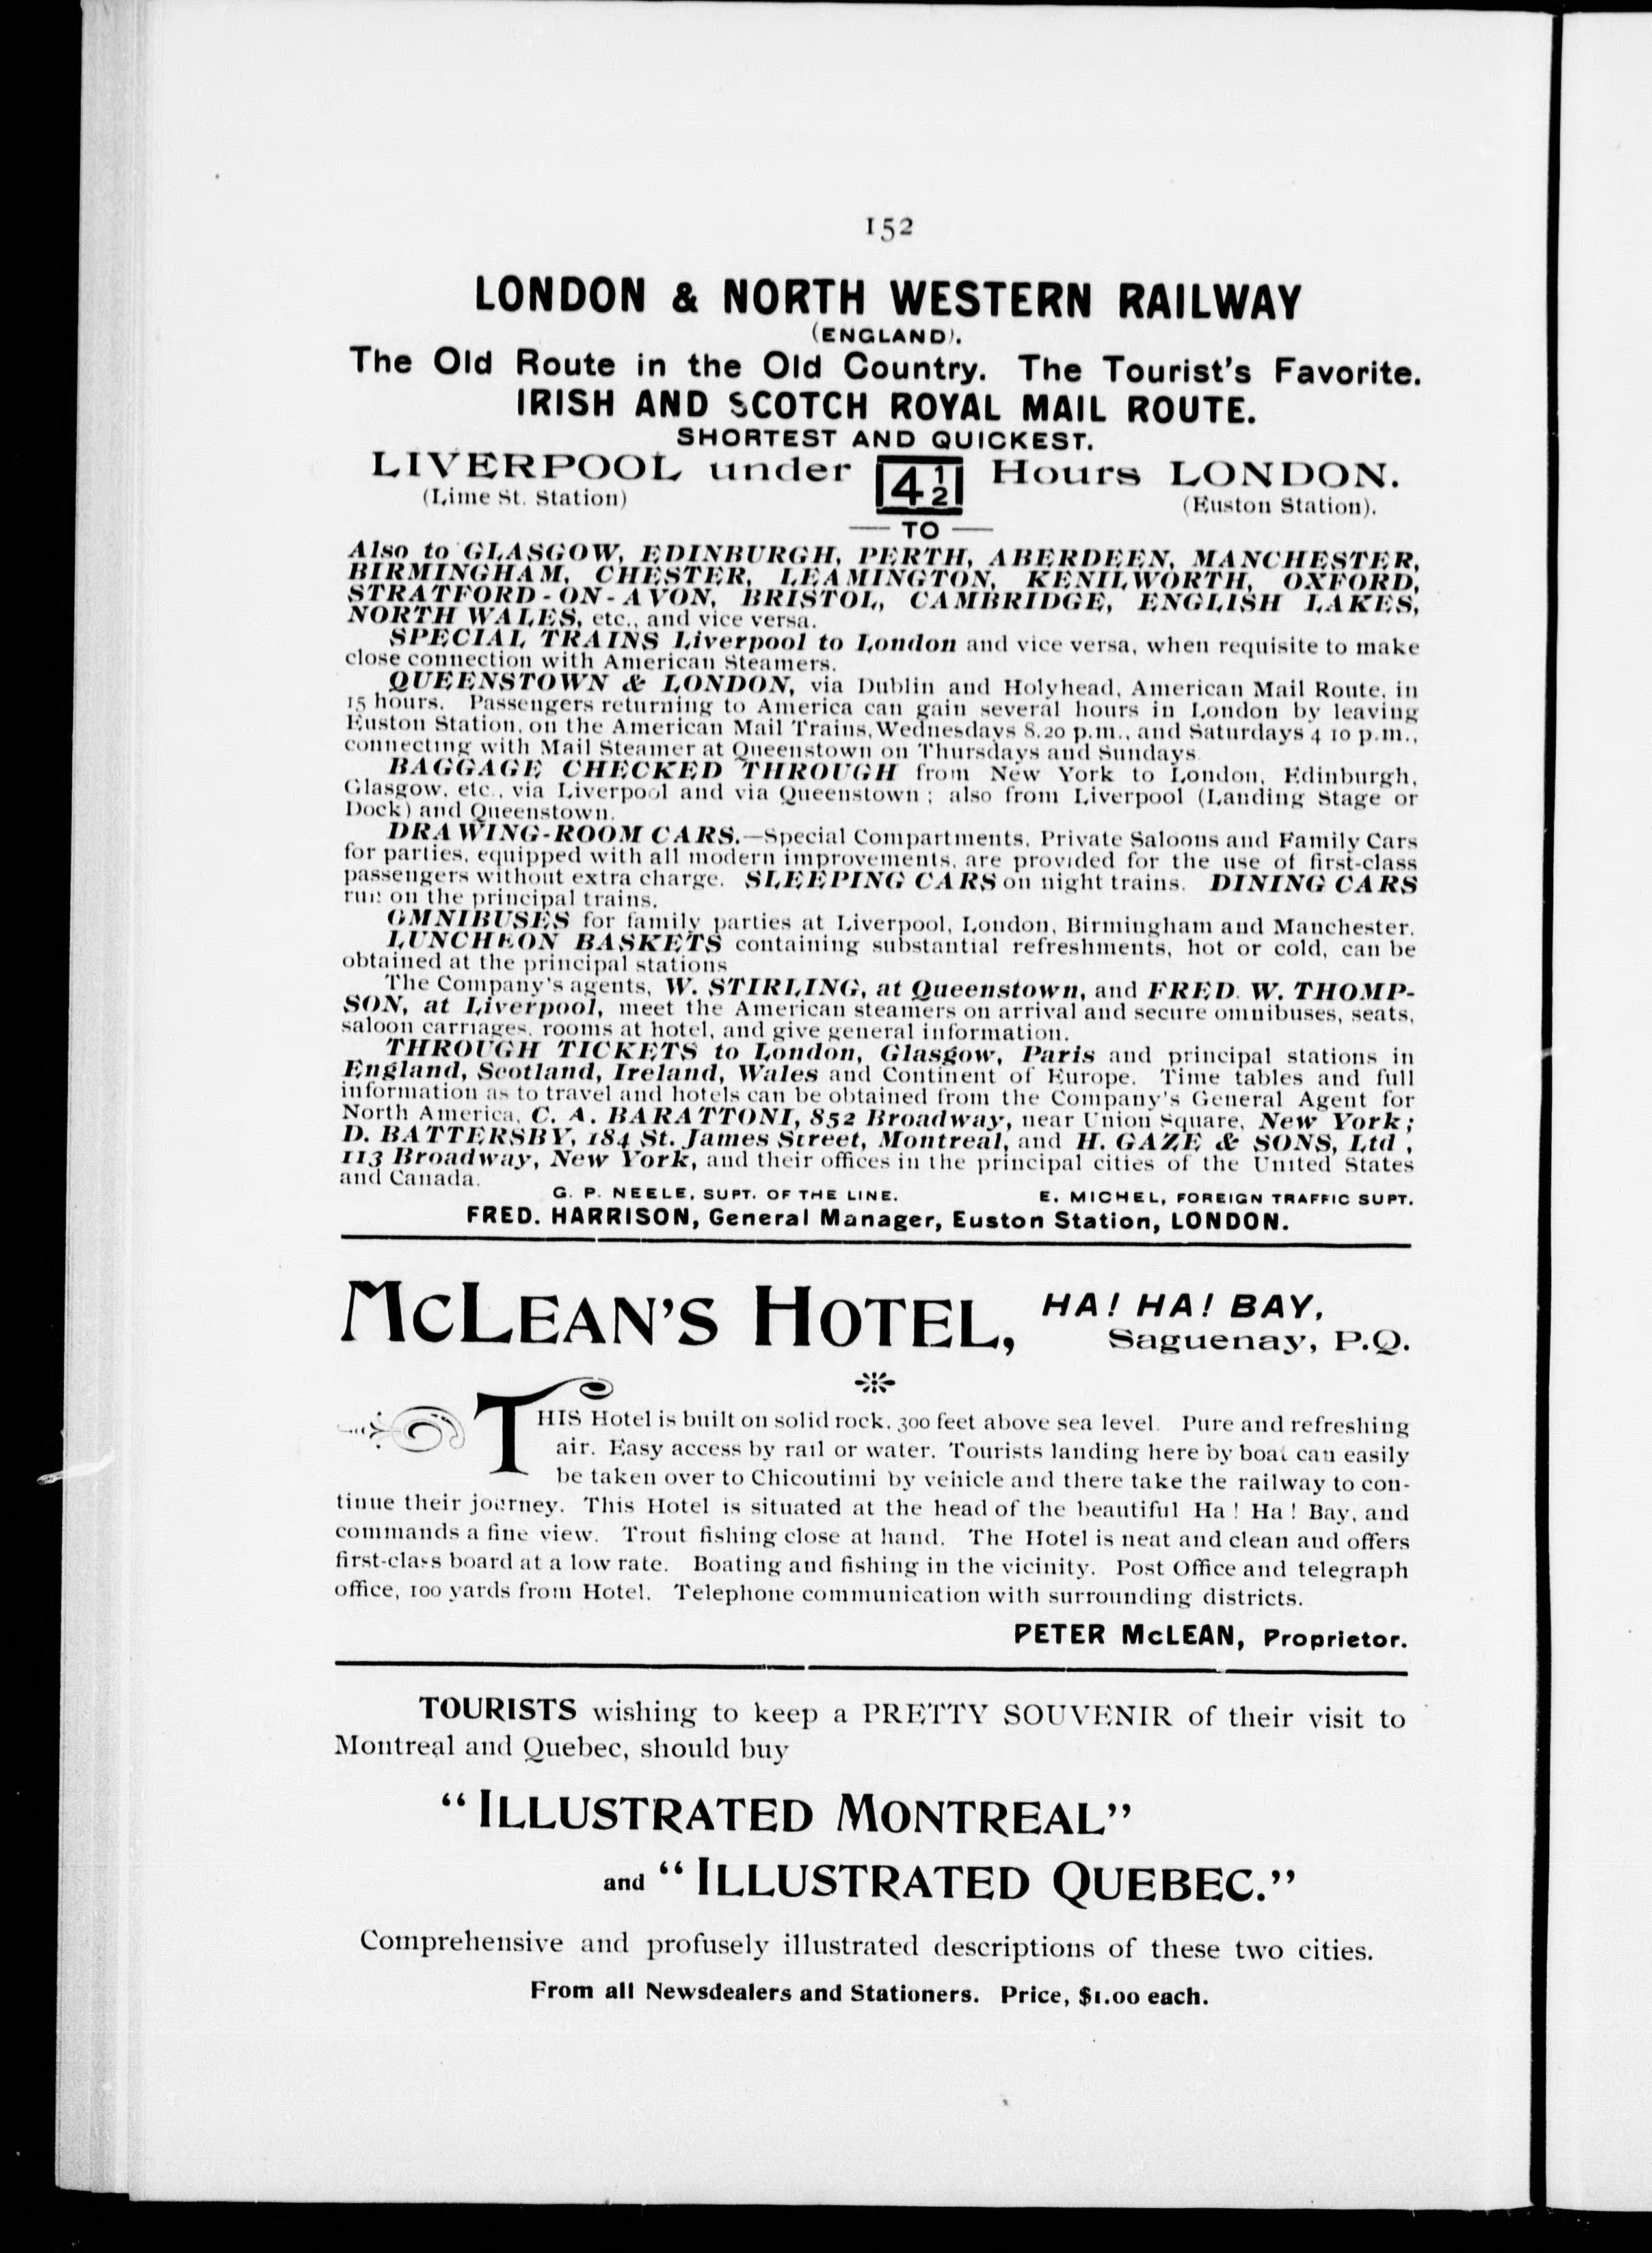 152
LONDON & NORTH WESTERN RAILWAY
(ENGLAND).
The Old Route in the Old Country. The Tourist's Favorite.
IRISH AND SCOTCH ROYAL MAIL ROUTE.
SHORTEST AND QUICKEST.
LIVERPOOL under 4½ Hours LONDON.
(Lime St. Station) (Euston Station).
— TO —
Also to GLASGOW, EDINBURGH, PERTH, ABERDEEN, MANCHESTER,
BIRMINGHAM, CHESTER, LEAMINGTON, KENILWORTH, OXFORD,
STRATFORD-ON-AVON, BRISTOL, CAMBRIDGE, ENGLISH LAKES,
NORTH WALES, etc., and vice versa.
SPECIAL TRAINS Liverpool to London and vice versa, when requisite to make
close connection with American Steamers.
QUEENSTOWN & LONDON, via Dublin and Holyhead, American Mail Route, in
15 hours. Passengers returning to America can gain several hours in London by leaving
Euston Station, on the American Mail Trains, Wednesdays 8.20 p.m., and Saturdays 4 10 p.m.,
connecting with Mail Steamer at Queenstown on Thursdays and Sundays.
BAGGAGE CHECKED THROUGH from New York to London, Edinburgh,
Glasgow, etc., via Liverpool and via Queenstown; also from Liverpool (Landing Stage or
Dock) and Queenstown.
DRAWING-ROOM CARS.—Special Compartments, Private Saloons and Family Cars
for parties, equipped with all modern improvements, are provided for the use of first-class
passengers without extra charge. SLEEPING CARS on night trains. DINING CARS
run on the principal trains.
OMNIBUSES for family parties at Liverpool, London, Birmingham and Manchester.
LUNCHEON BASKETS containing substantial refreshments, hot or cold, can be
obtained at the principal stations
The Company's agents, W. STIRLING, at Queenstown, and FRED. W. THOMP-
SON, at Liverpool, meet the American steamers on arrival and secure omnibuses, seats,
saloon carriages, rooms at hotel, and give general information.
THROUGH TICKETS to London, Glasgow, Paris and principal stations in
England, Scotland, Ireland, Wales and Continent of Europe. Time tables and full
information as to travel and hotels can be obtained from the Company's General Agent for
North America, C. A. BARATTONI, 852 Broadway, near Union Square, New York;
D. BATTERSBY, 184 St. James Street, Montreal, and H. GAZE & SONS, Ltd,
113 Broadway, New York, and their offices in the principal cities of the United States
and Canada.
G. P. NEELE, SUPT. OF THE LINE. E. MICHEL, FOREIGN TRAFFIC SUPT.
FRED. HARRISON, General Manager, Euston Station, LONDON.
MCLEAN'S HOTEL, HA! HA! BAY,
Saguenay, P.Q.
THIS Hotel is built on solid rock, 300 feet above sea level. Pure and refreshing
air. Easy access by rail or water. Tourists landing here by boat can easily
be taken over to Chicoutimi by vehicle and there take the railway to con-
tinue their journey. This Hotel is situated at the head of the beautiful Ha! Ha! Bay, and
commands a fine view. Trout fishing close at hand. The Hotel is neat and clean and offers
first-class board at a low rate. Boating and fishing in the vicinity. Post Office and telegraph
office, 100 yards from Hotel. Telephone communication with surrounding districts.
PETER McLEAN, Proprietor.
TOURISTS wishing to keep a PRETTY SOUVENIR of their visit to
Montreal and Quebec, should buy
"ILLUSTRATED MONTREAL"
and "ILLUSTRATED QUEBEC."
Comprehensive and profusely illustrated descriptions of these two cities.
From all Newsdealers and Stationers. Price, $1.00 each.